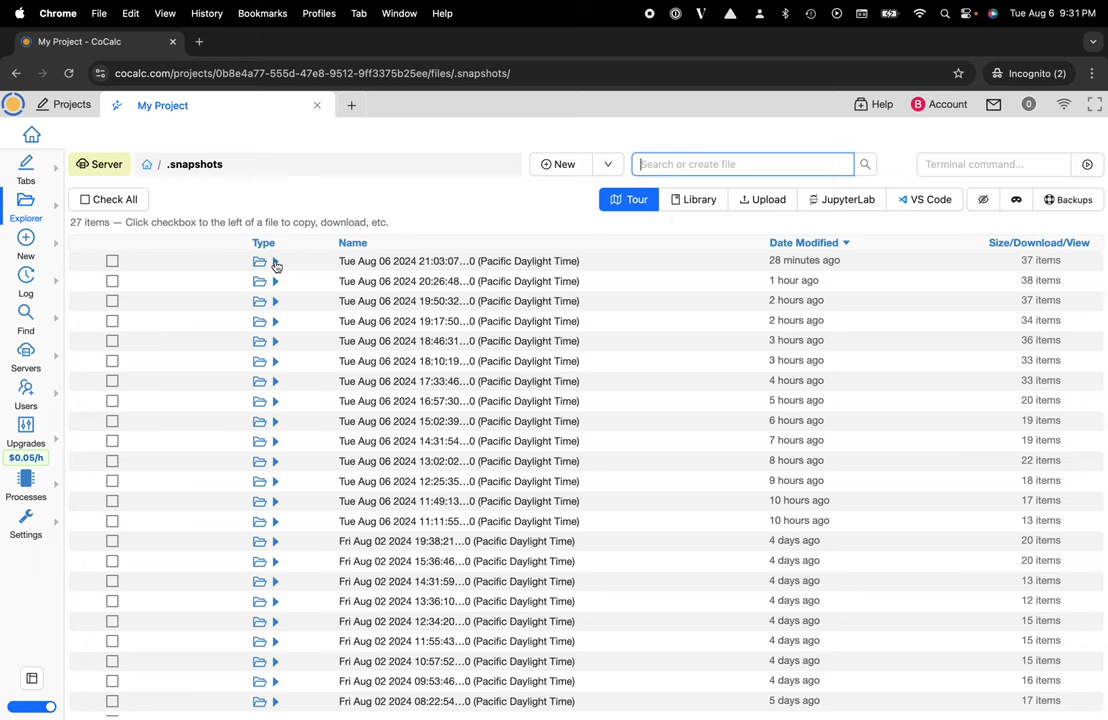 Chrome File Edit View History Bookmarks Profiles Tab Window Help Tue Aug 6 9:31 PM
My Project - CoCalc
cocalc.com/projects/0b8e4a77-555d-47e8-9512-9ff3375b25ee/files/.snapshots/ Incognito (2)
Projects My Project Help B Account 0
Server / .snapshots New Search or create file Terminal command...
Tabs
Check All Tour Library Upload JupyterLab VS Code Backups
Explorer
27 items — Click checkbox to the left of a file to copy, download, etc.
Type Name Date Modified Size/Download/View
New
Log
Find
Servers
Users
Upgrades
$0.05/h
Processes
Settings
Tue Aug 06 2024 21:03:07...0 (Pacific Daylight Time) 28 minutes ago 37 items
Tue Aug 06 2024 20:26:48...0 (Pacific Daylight Time) 1 hour ago 38 items
Tue Aug 06 2024 19:50:32...0 (Pacific Daylight Time) 2 hours ago 37 items
Tue Aug 06 2024 19:17:50...0 (Pacific Daylight Time) 2 hours ago 34 items
Tue Aug 06 2024 18:46:31...0 (Pacific Daylight Time) 3 hours ago 36 items
Tue Aug 06 2024 18:10:19...0 (Pacific Daylight Time) 3 hours ago 33 items
Tue Aug 06 2024 17:33:46...0 (Pacific Daylight Time) 4 hours ago 33 items
Tue Aug 06 2024 16:57:30...0 (Pacific Daylight Time) 5 hours ago 20 items
Tue Aug 06 2024 15:02:39...0 (Pacific Daylight Time) 6 hours ago 19 items
Tue Aug 06 2024 14:31:54...0 (Pacific Daylight Time) 7 hours ago 19 items
Tue Aug 06 2024 13:02:02...0 (Pacific Daylight Time) 8 hours ago 22 items
Tue Aug 06 2024 12:25:35...0 (Pacific Daylight Time) 9 hours ago 18 items
Tue Aug 06 2024 11:49:13...0 (Pacific Daylight Time) 10 hours ago 17 items
Tue Aug 06 2024 11:11:55...0 (Pacific Daylight Time) 10 hours ago 13 items
Fri Aug 02 2024 19:38:21...0 (Pacific Daylight Time) 4 days ago 20 items
Fri Aug 02 2024 15:36:46...0 (Pacific Daylight Time) 4 days ago 20 items
Fri Aug 02 2024 14:31:59...0 (Pacific Daylight Time) 4 days ago 13 items
Fri Aug 02 2024 13:36:10...0 (Pacific Daylight Time) 4 days ago 12 items
Fri Aug 02 2024 12:34:20...0 (Pacific Daylight Time) 4 days ago 15 items
Fri Aug 02 2024 11:55:43...0 (Pacific Daylight Time) 4 days ago 15 items
Fri Aug 02 2024 10:57:52...0 (Pacific Daylight Time) 4 days ago 15 items
Fri Aug 02 2024 09:53:46...0 (Pacific Daylight Time) 4 days ago 16 items
Fri Aug 02 2024 08:22:54...0 (Pacific Daylight Time) 5 days ago 17 items